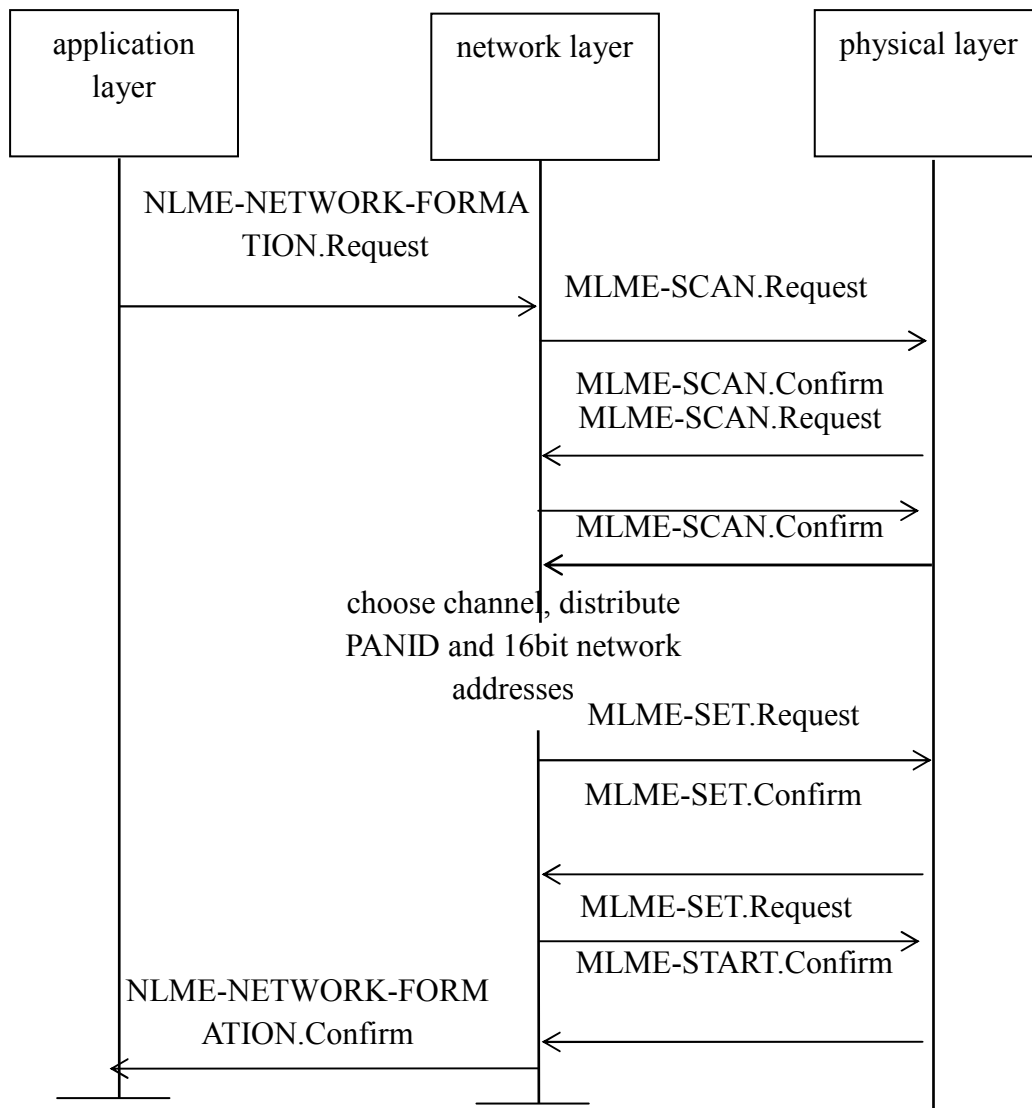 application
layer
network layer
physical layer
NLME-NETWORK-FORMA
TION.Request
MLME-SCAN.Request
MLME-SCAN.Confirm
MLME-SCAN.Request
MLME-SCAN.Confirm
choose channel, distribute
PANID and 16bit network
addresses
MLME-SET.Request
MLME-SET.Confirm
MLME-SET.Request
MLME-START.Confirm
NLME-NETWORK-FORM
ATION.Confirm